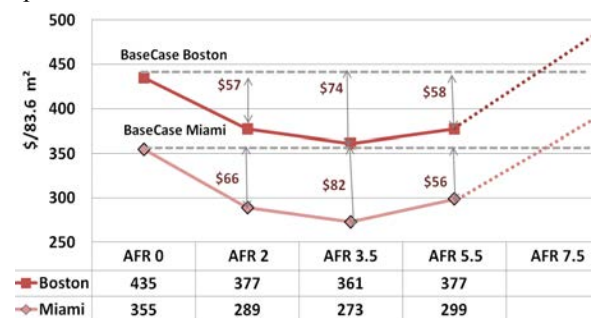 500
BaseCase Boston
450
$57
$74
$58
$/83.6 m²
400
BaseCase Miami
350
$66
$82
$56
300
250
AFR 0 AFR 2 AFR 3.5 AFR 5.5 AFR 7.5
Boston 435 377 361 377
Miami 355 289 273 299